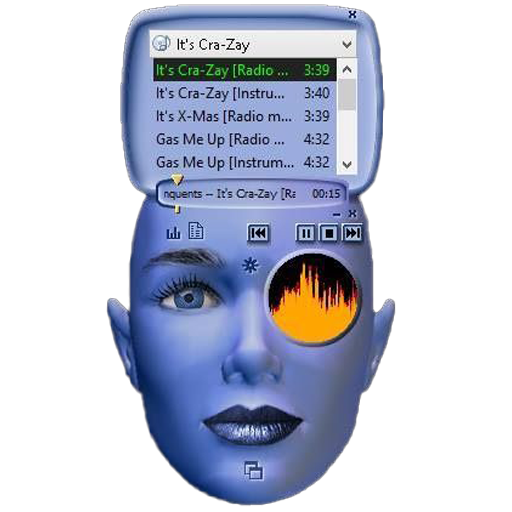 It's Cra-Zay
It's Cra-Zay [Radio ... 3:39
It's Cra-Zay [Instru... 3:40
It's X-Mas [Radio m... 3:39
Gas Me Up [Radio ... 4:32
Gas Me Up [Instrum... 4:32
nquents -- It's Cra-Zay [Ra 00:15